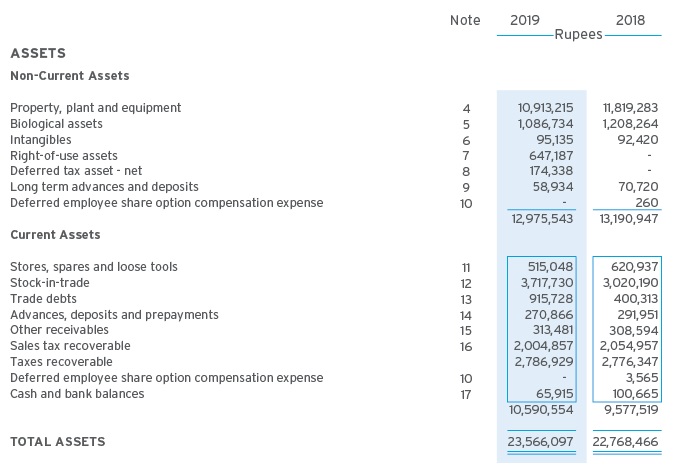 Note 2019 2018
Rupees
ASSETS
Non-Current Assets
Property, plant and equipment 4 10,913,215 11,819,283
Biological assets 5 1,086,734 1,208,264
Intangibles 6 95,135 92,420
Right-of-use assets 7 647,187 -
Deferred tax asset - net 8 174,338 -
Long term advances and deposits 9 58,934 70,720
Deferred employee share option compensation expense 10 - 260
12,975,543 13,190,947
Current Assets
Stores, spares and loose tools 11 515,048 620,937
Stock-in-trade 12 3,717,730 3,020,190
Trade debts 13 915,728 400,313
Advances, deposits and prepayments 14 270,866 291,951
Other receivables 15 313,481 308,594
Sales tax recoverable 16 2,004,857 2,054,957
Taxes recoverable 2,786,929 2,776,347
Deferred employee share option compensation expense 10 - 3,565
Cash and bank balances 17 65,915 100,665
10,590,554 9,577,519
TOTAL ASSETS 23,566,097 22,768,466